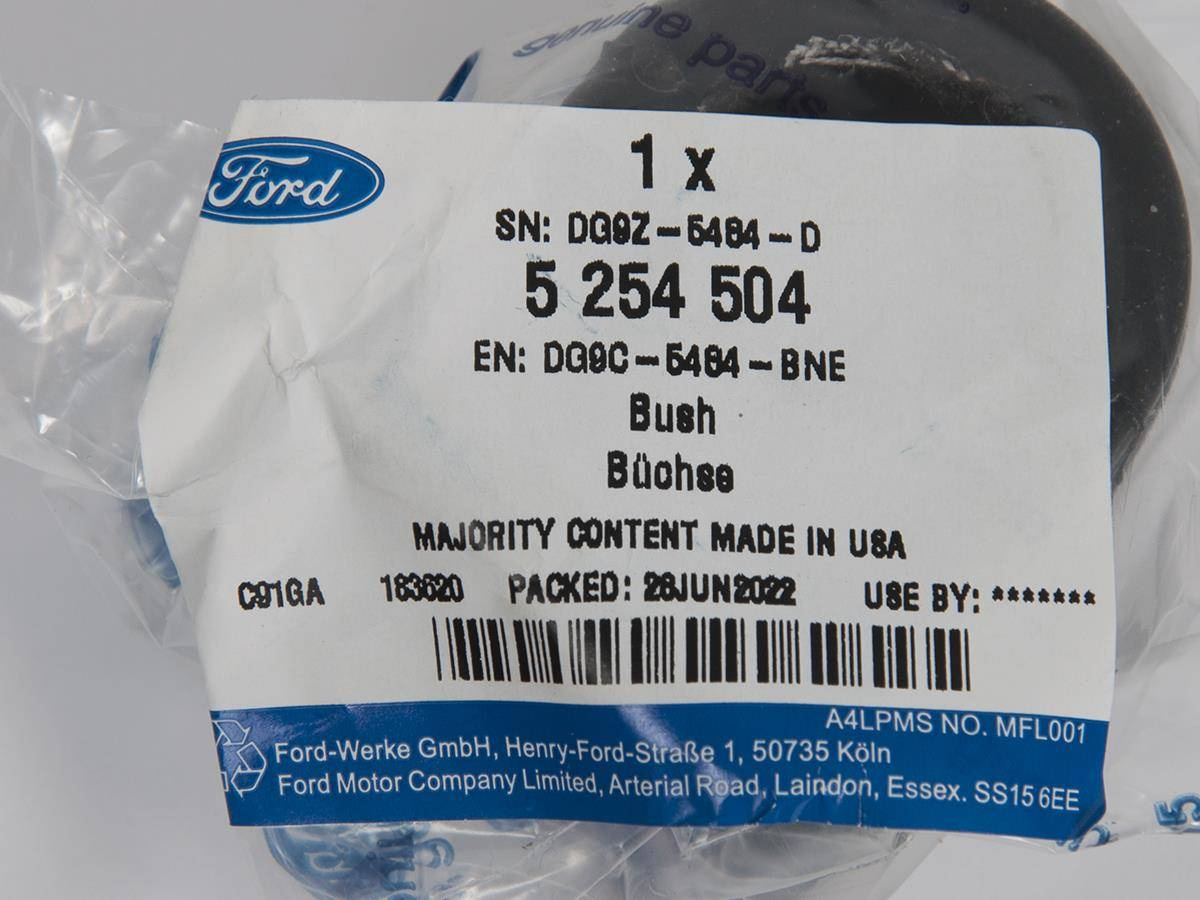 genuine parts
Ford
1 x
SN: DG9Z-5484-D
5 254 504
EN: DG9C-5484-BNE
Bush
Büchse
MAJORITY CONTENT MADE IN USA
C91GA 183620 PACKED: 28JUN2022 USE BY: *******
A4LPMS NO. MFL001
Ford-Werke GmbH, Henry-Ford-Straße 1, 50735 Köln
Ford Motor Company Limited, Arterial Road, Laindon, Essex. SS15 6EE